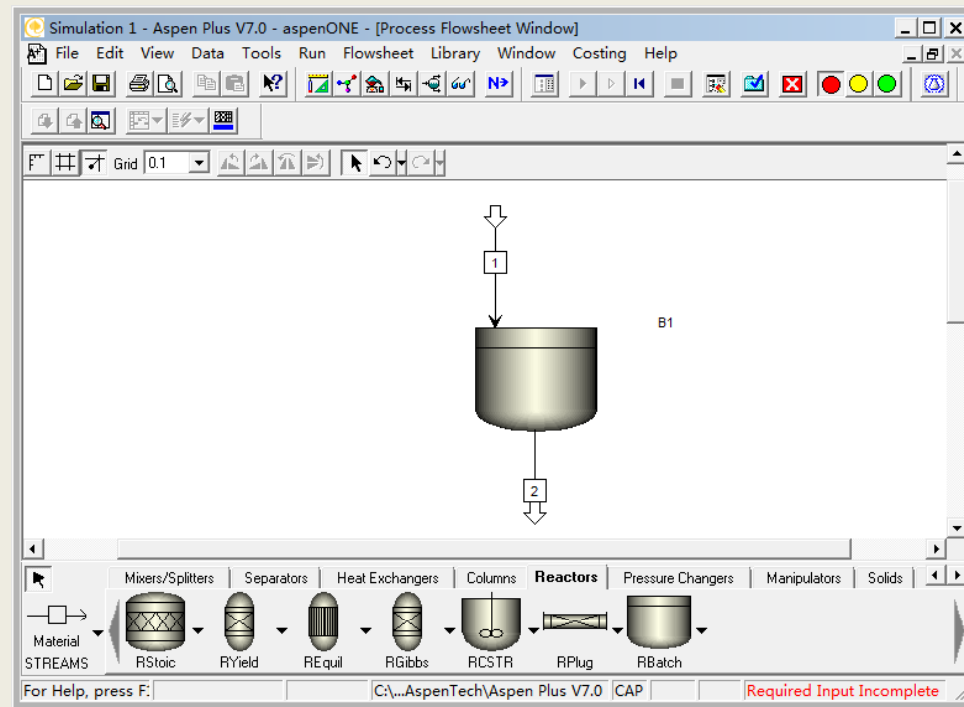 Simulation 1 - Aspen Plus V7.0 - aspenONE - [Process Flowsheet Window]
File Edit View Data Tools Run Flowsheet Library Window Costing Help
N>
Grid 0.1
1
B1
2
Mixers/Splitters Separators Heat Exchangers Columns Reactors Pressure Changers Manipulators Solids
Material
STREAMS RStoic RYield REquil RGibbs RCSTR RPlug RBatch
For Help, press F: C:\...AspenTech\Aspen Plus V7.0 CAP Required Input Incomplete